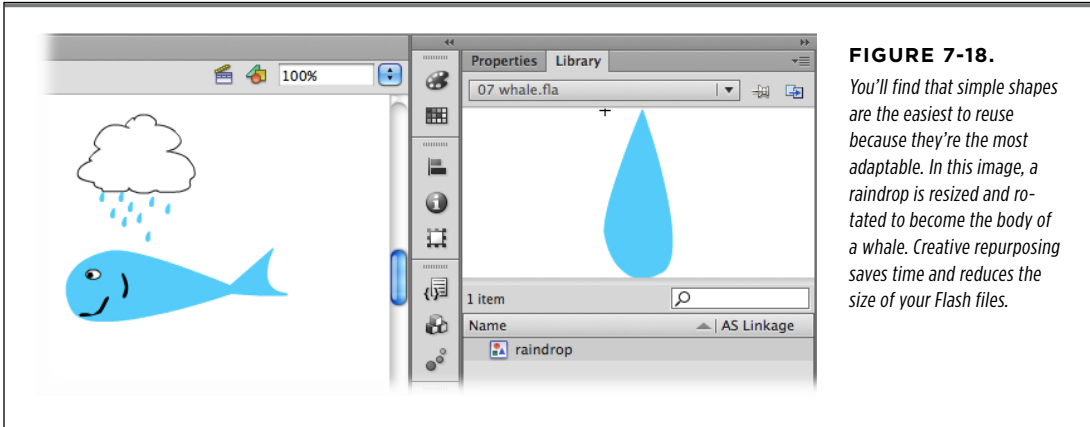 100%
Properties Library
07 whale.fla
1 item
Name AS Linkage
raindrop
FIGURE 7-18.
You’ll find that simple shapes
are the easiest to reuse
because they’re the most
adaptable. In this image, a
raindrop is resized and ro-
tated to become the body of
a whale. Creative repurposing
saves time and reduces the
size of your Flash files.